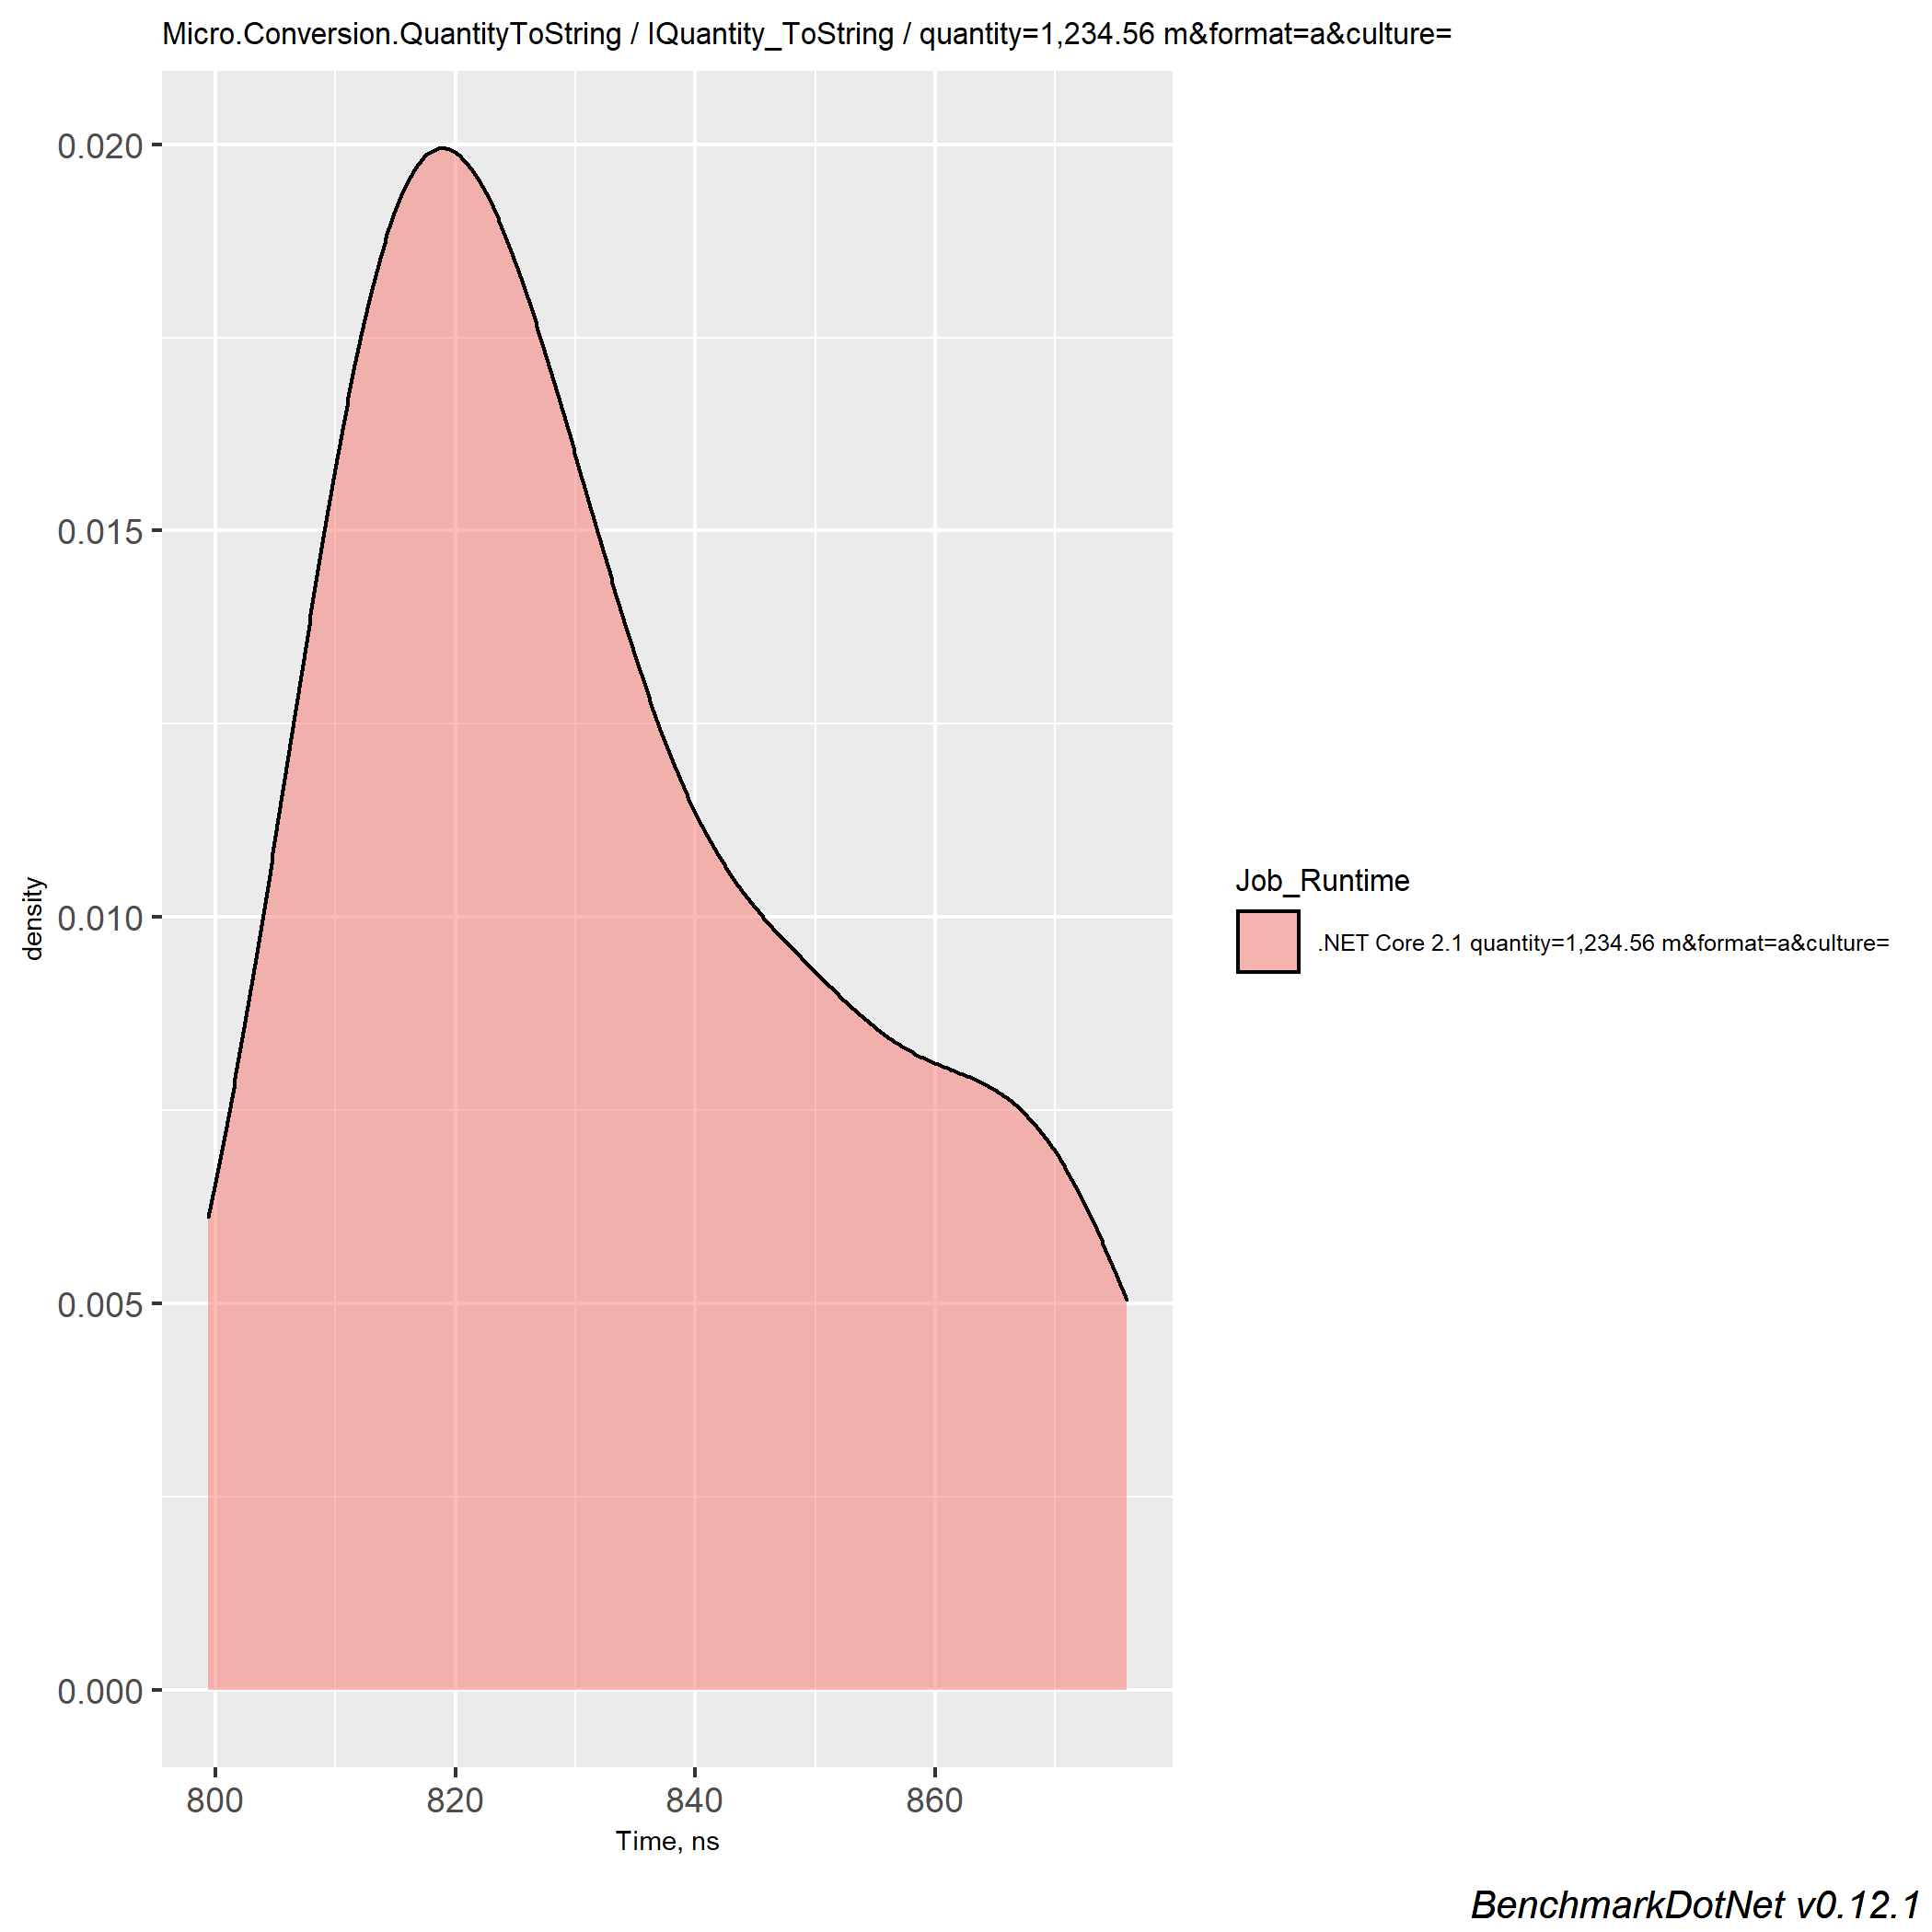 Micro.Conversion.QuantityToString / IQuantity_ToString / quantity=1,234.56 m&format=a&culture=
0.020
0.015
0.010
0.005
0.000
density
800 820 840 860
Time, ns
Job_Runtime
.NET Core 2.1 quantity=1,234.56 m&format=a&culture=
BenchmarkDotNet v0.12.1